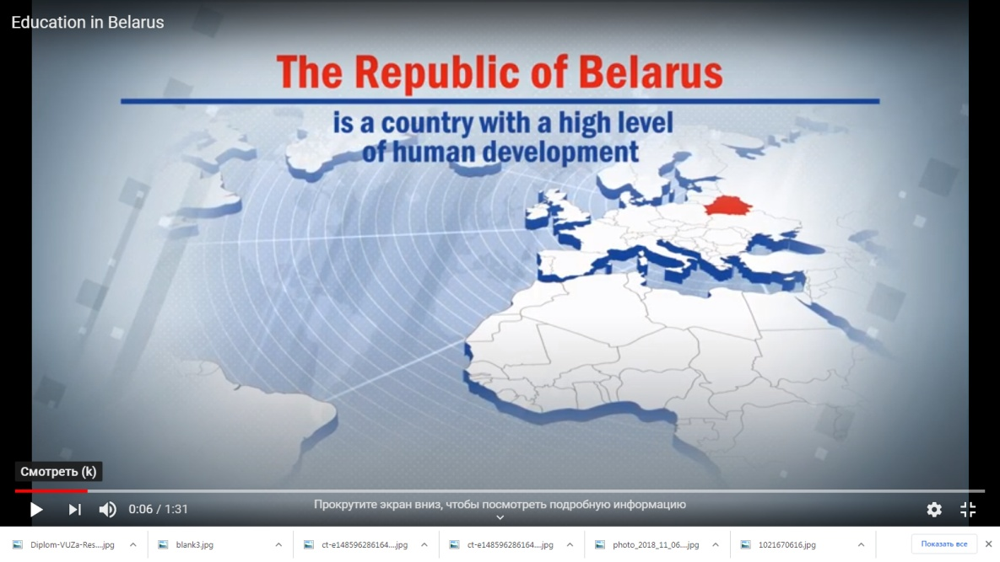 Education in Belarus
The Republic of Belarus
is a country with a high level
of human development
Смотреть (k)
0:06 / 1:31
Прокрутите экран вниз, чтобы посмотреть подробную информацию
Diplom-VUZa-Res....jpg
blank3.jpg
ct-e148596286164....jpg
ct-e148596286164....jpg
photo_2018_11_06....jpg
1021670616.jpg
Показать все